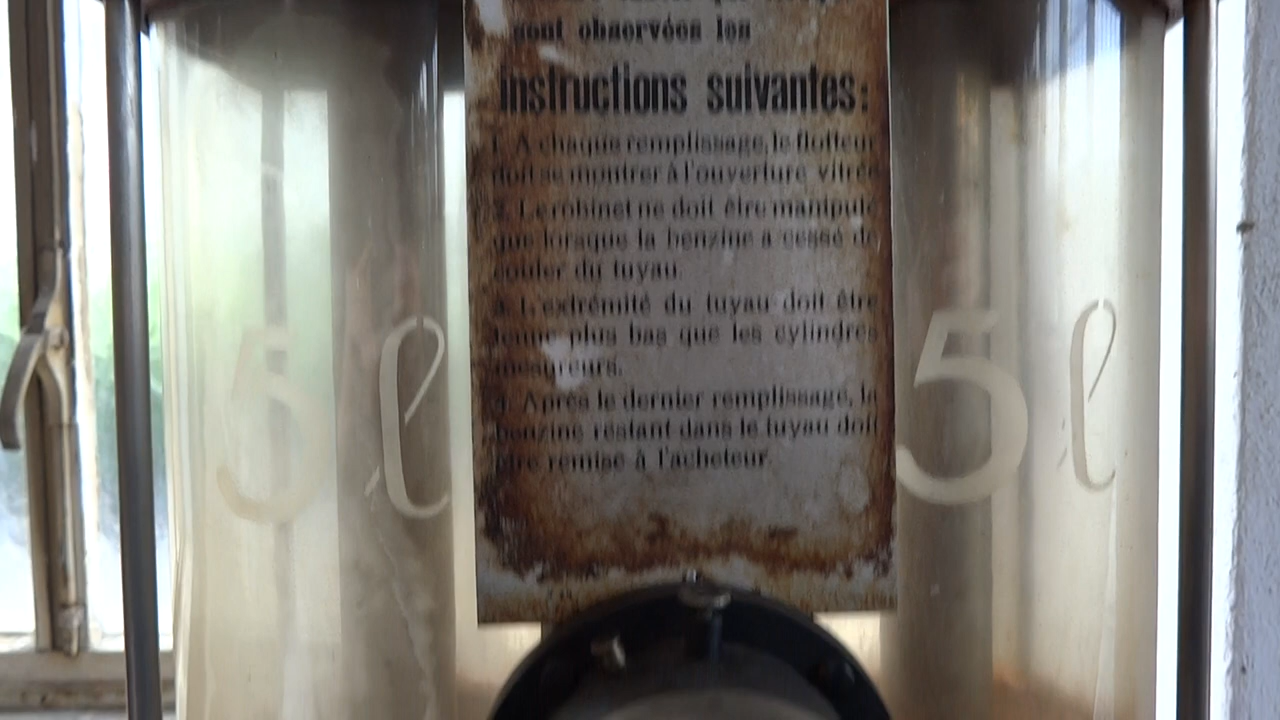 sont observées les
instructions suivantes:
1. A chaque remplissage, le flotteur
doit se montrer à l'ouverture vitrée
2. Le robinet ne doit être manipulé
que lorsque la benzine a cessé de
couler du tuyau.
3. L'extrémité du tuyau doit être
tenue plus bas que les cylindres
mesureurs.
Après le dernier remplissage, la
benzine restant dans le tuyau doit
être remise à l'acheteur
5 l
5 l